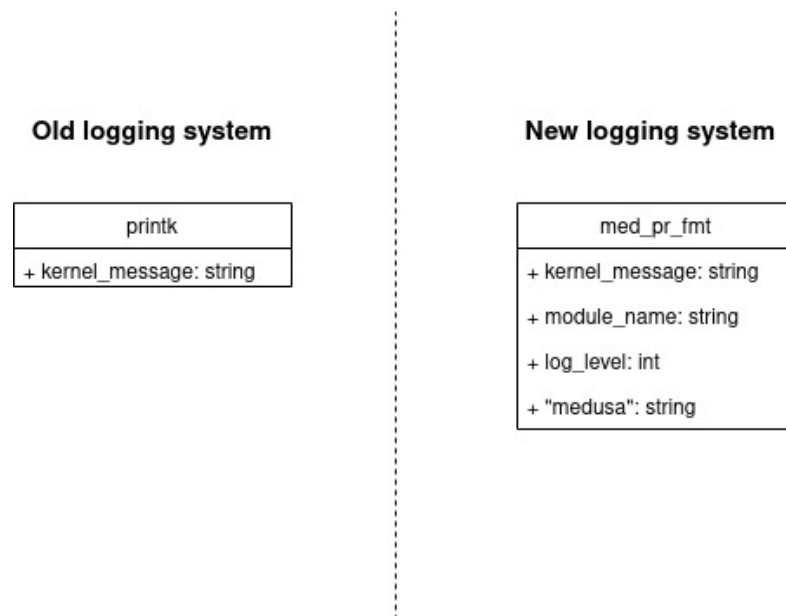 Old logging system
printk
+ kernel_message: string
New logging system
med_pr_fmt
+ kernel_message: string
+ module_name: string
+ log_level: int
+ "medusa": string